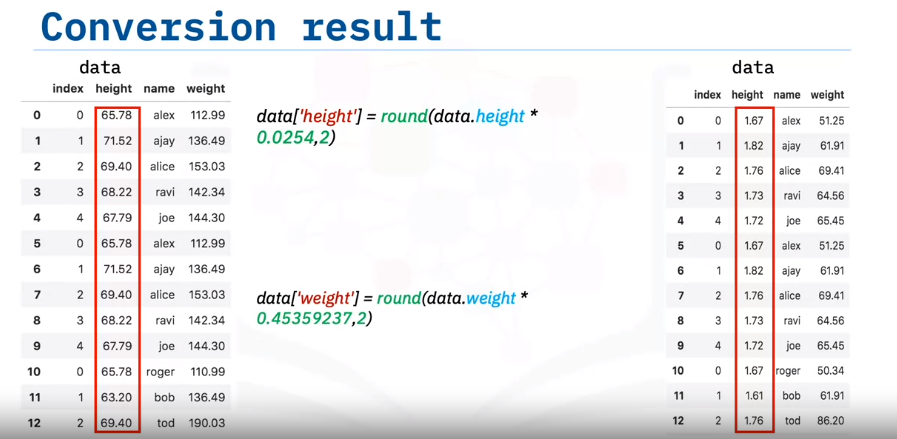 Conversion result
data
index height name weight
0 0 65.78 alex 112.99
1 1 71.52 ajay 136.49
2 2 69.40 alice 153.03
3 3 68.22 ravi 142.34
4 4 67.79 joe 144.30
5 0 65.78 alex 112.99
6 1 71.52 ajay 136.49
7 2 69.40 alice 153.03
8 3 68.22 ravi 142.34
9 4 67.79 joe 144.30
10 0 65.78 roger 110.99
11 1 63.20 bob 136.49
12 2 69.40 tod 190.03
data['height'] = round(data.height *
0.0254,2)
data['weight'] = round(data.weight *
0.45359237,2)
data
index height name weight
0 0 1.67 alex 51.25
1 1 1.82 ajay 61.91
2 2 1.76 alice 69.41
3 3 1.73 ravi 64.56
4 4 1.72 joe 65.45
5 0 1.67 alex 51.25
6 1 1.82 ajay 61.91
7 2 1.76 alice 69.41
8 3 1.73 ravi 64.56
9 4 1.72 joe 65.45
10 0 1.67 roger 50.34
11 1 1.61 bob 61.91
12 2 1.76 tod 86.20